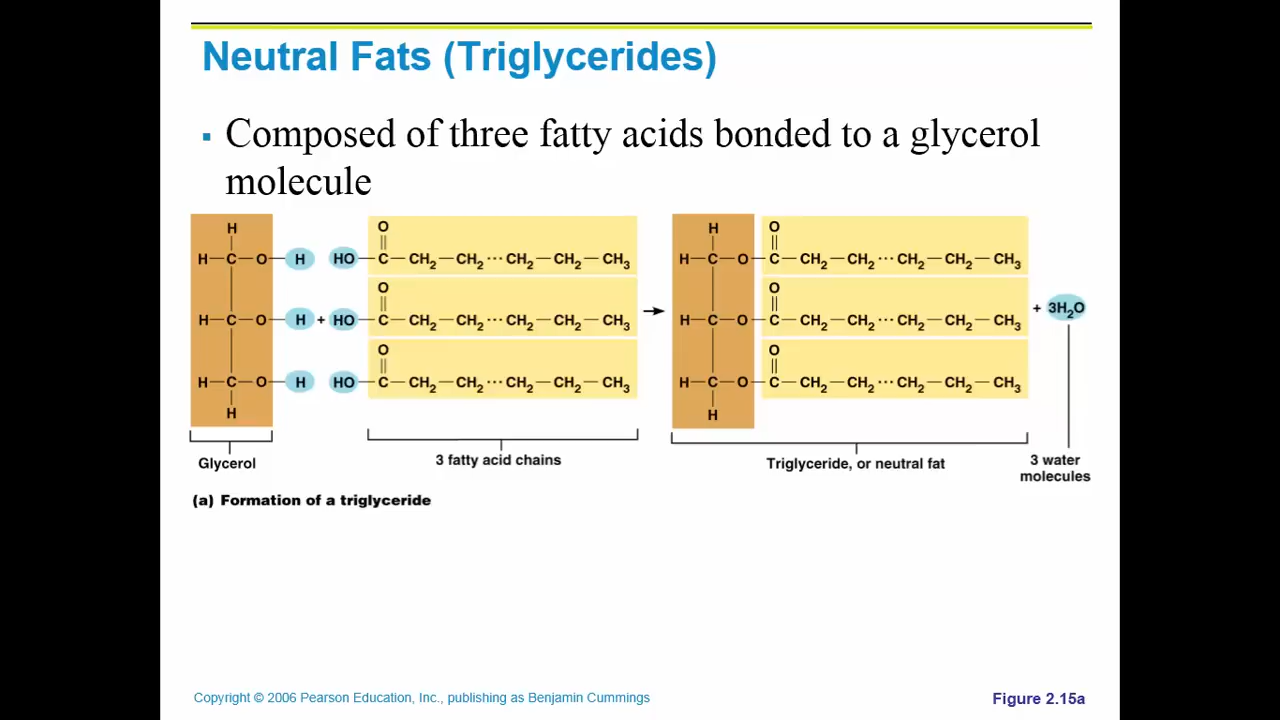 Neutral Fats (Triglycerides)
▪ Composed of three fatty acids bonded to a glycerol
molecule
H O O H O O
H—C—O—H HO—C—CH₂—CH₂···CH₂—CH₂—CH₃ H—C—O—C—CH₂—CH₂···CH₂—CH₂—CH₃
O O
H—C—O—H + HO—C—CH₂—CH₂···CH₂—CH₂—CH₃ → H—C—O—C—CH₂—CH₂···CH₂—CH₂—CH₃ + 3H₂O
O O
H—C—O—H HO—C—CH₂—CH₂···CH₂—CH₂—CH₃ H—C—O—C—CH₂—CH₂···CH₂—CH₂—CH₃
H H
Glycerol 3 fatty acid chains Triglyceride, or neutral fat 3 water
molecules
(a) Formation of a triglyceride
Copyright © 2006 Pearson Education, Inc., publishing as Benjamin Cummings Figure 2.15a